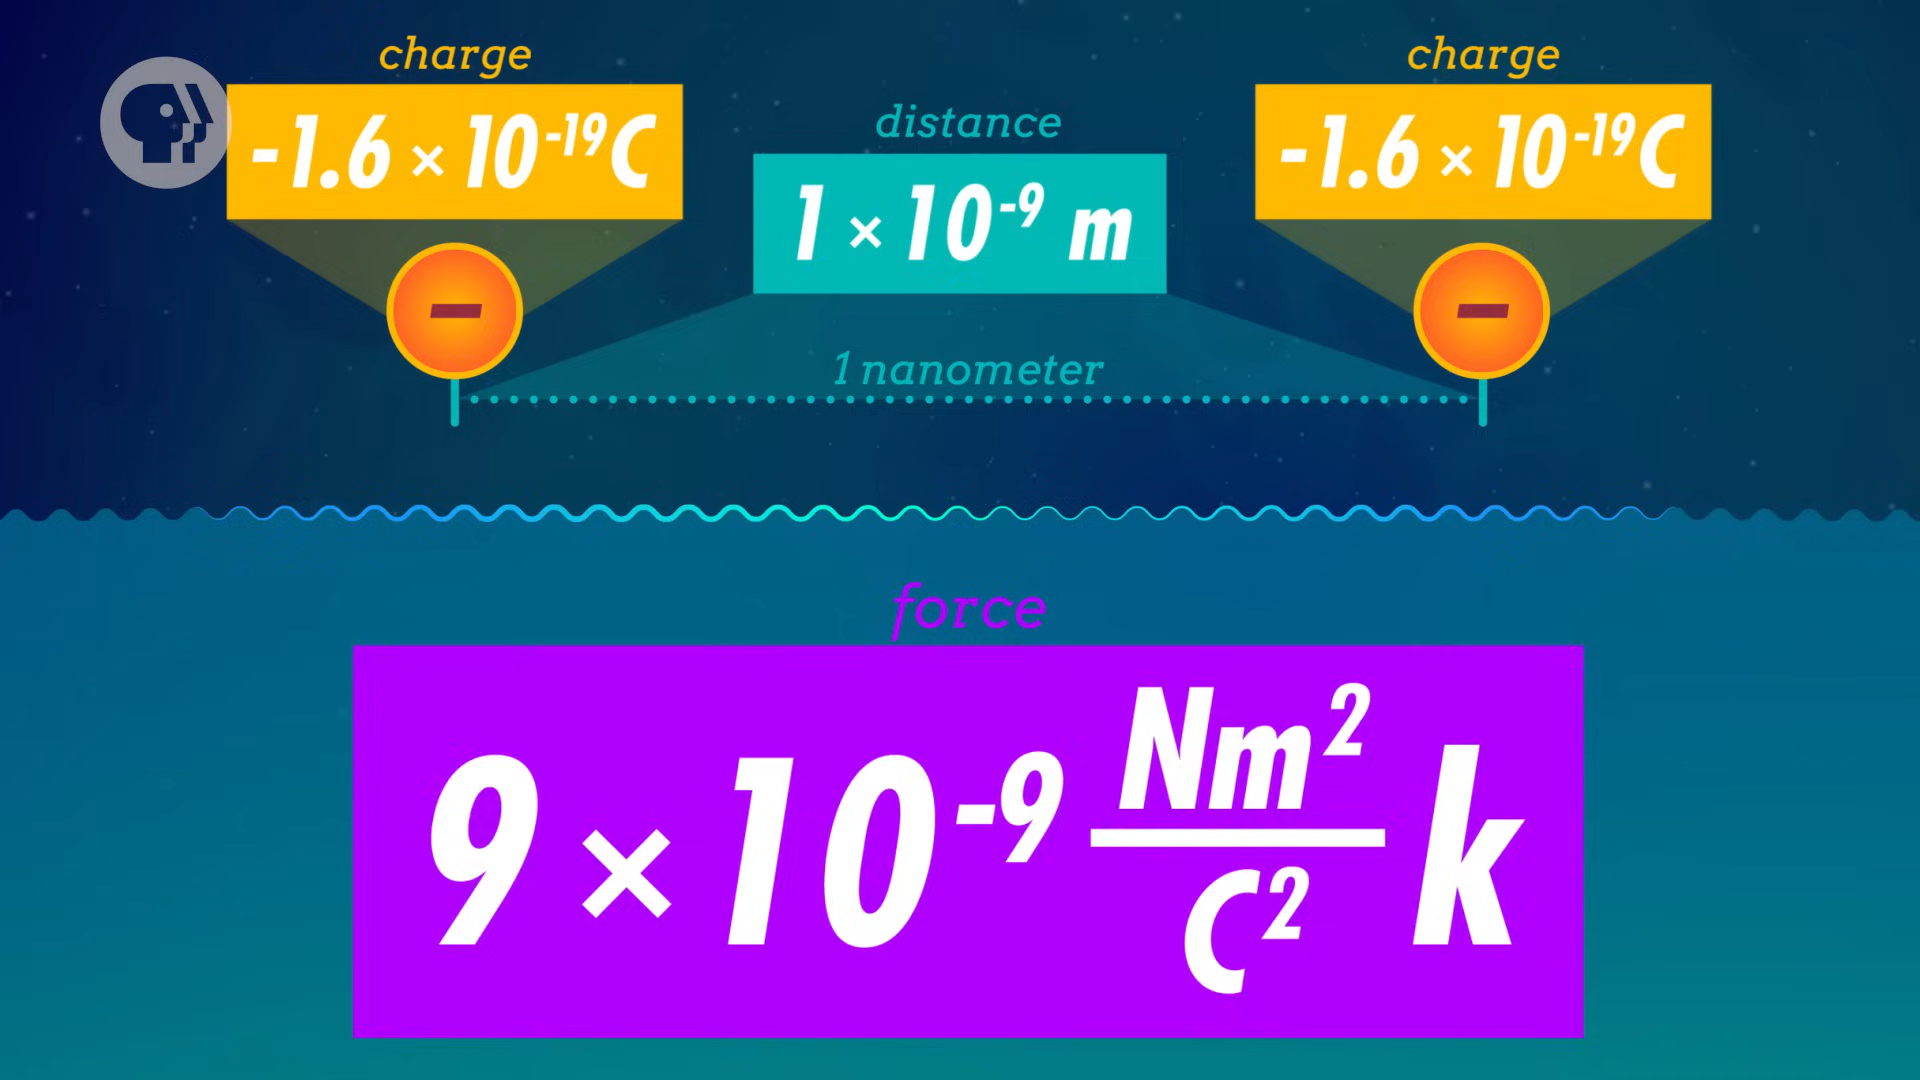 charge
-1.6 × 10⁻¹⁹C
distance
1 × 10⁻⁹ m
charge
-1.6 × 10⁻¹⁹C
−
−
1 nanometer
force
9 × 10⁻⁹ Nm²/C² k